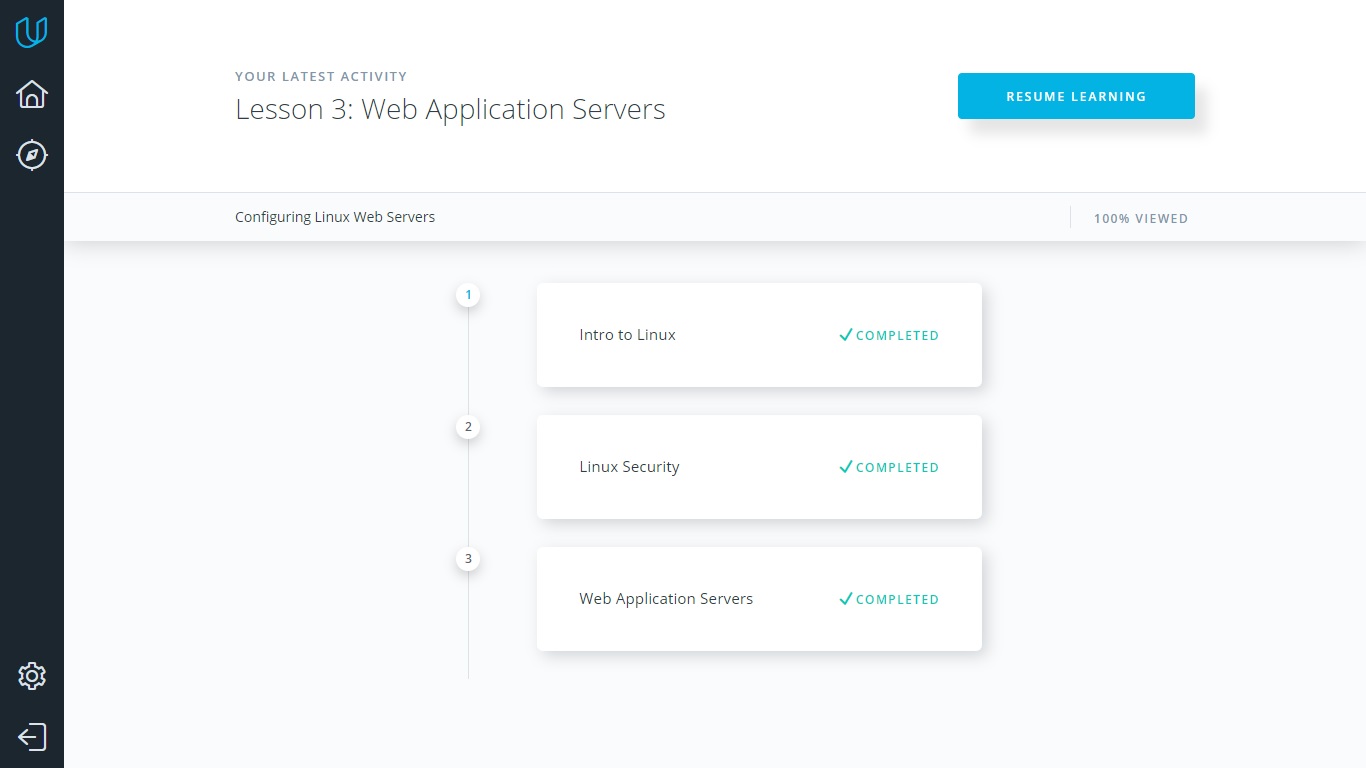 YOUR LATEST ACTIVITY
Lesson 3: Web Application Servers
RESUME LEARNING
Configuring Linux Web Servers
100% VIEWED
1
Intro to Linux
COMPLETED
2
Linux Security
COMPLETED
3
Web Application Servers
COMPLETED